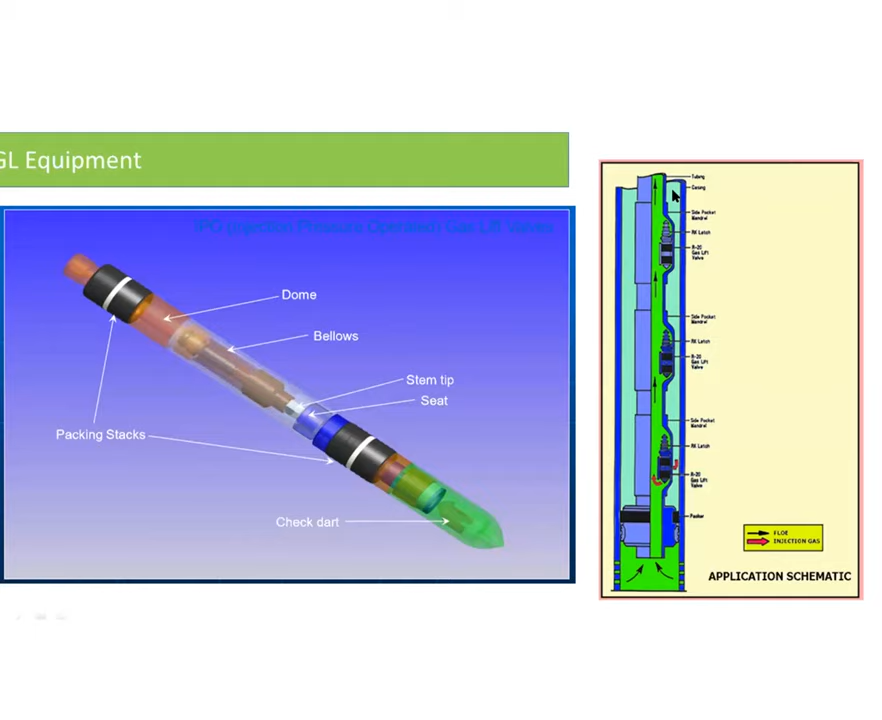 GL Equipment
IPO (Injection Pressure Operated) Gas Lift Valves
Dome
Bellows
Stem tip
Seat
Packing Stacks
Check dart
Tubing
Casing
Side Pocket
Mandrel
RK Latch
R-20
Gas Lift
Valve
Side Pocket
Mandrel
RK Latch
R-20
Gas Lift
Valve
Side Pocket
Mandrel
RK Latch
R-20
Gas Lift
Valve
Packer
FLOE
INJECTION GAS
APPLICATION SCHEMATIC